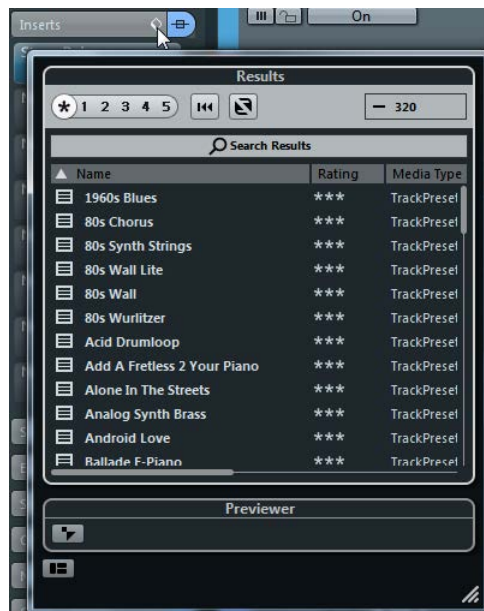 Inserts
On
Results
* 1 2 3 4 5
320
Search Results
Name Rating Media Type
1960s Blues *** TrackPreset
80s Chorus *** TrackPreset
80s Synth Strings *** TrackPreset
80s Wall Lite *** TrackPreset
80s Wall *** TrackPreset
80s Wurlitzer *** TrackPreset
Acid Drumloop *** TrackPreset
Add A Fretless 2 Your Piano *** TrackPreset
Alone In The Streets *** TrackPreset
Analog Synth Brass *** TrackPreset
Android Love *** TrackPreset
Ballade E-Piano *** TrackPreset
Previewer